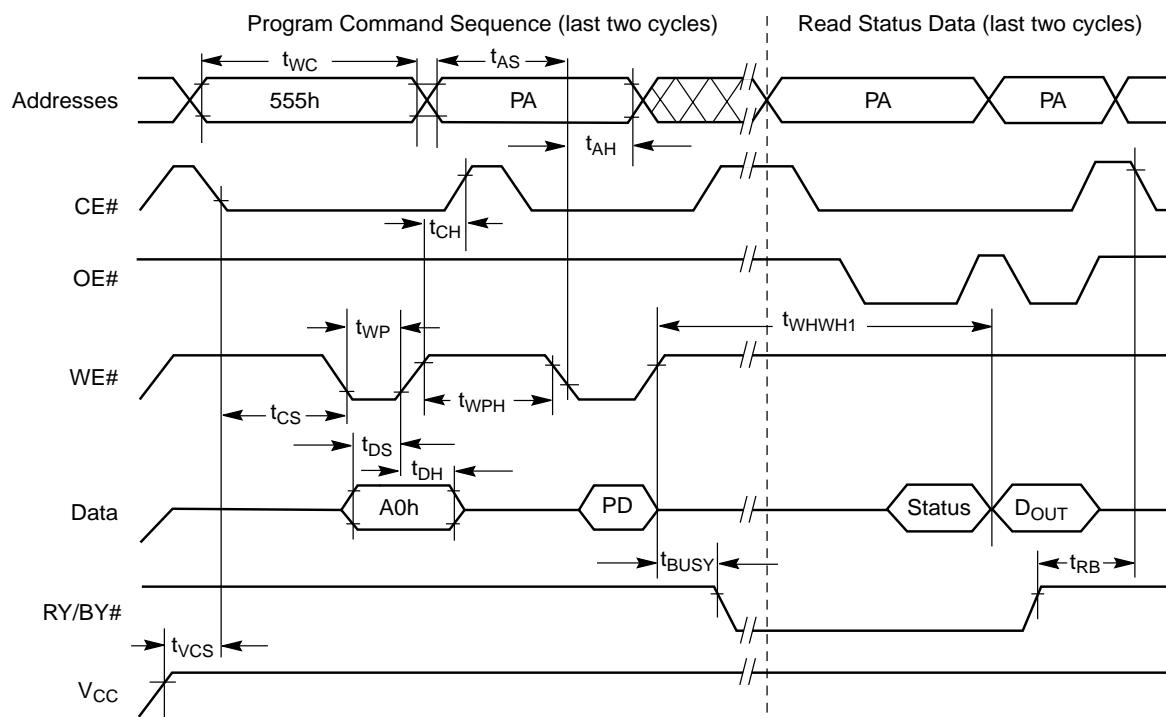 Program Command Sequence (last two cycles)
Read Status Data (last two cycles)
tWC
tAS
Addresses
555h
PA
PA
PA
tAH
CE#
tCH
OE#
tWP
tWHWH1
WE#
tCS
tWPH
tDS
tDH
Data
A0h
PD
Status
DOUT
tBUSY
tRB
RY/BY#
tVCS
VCC